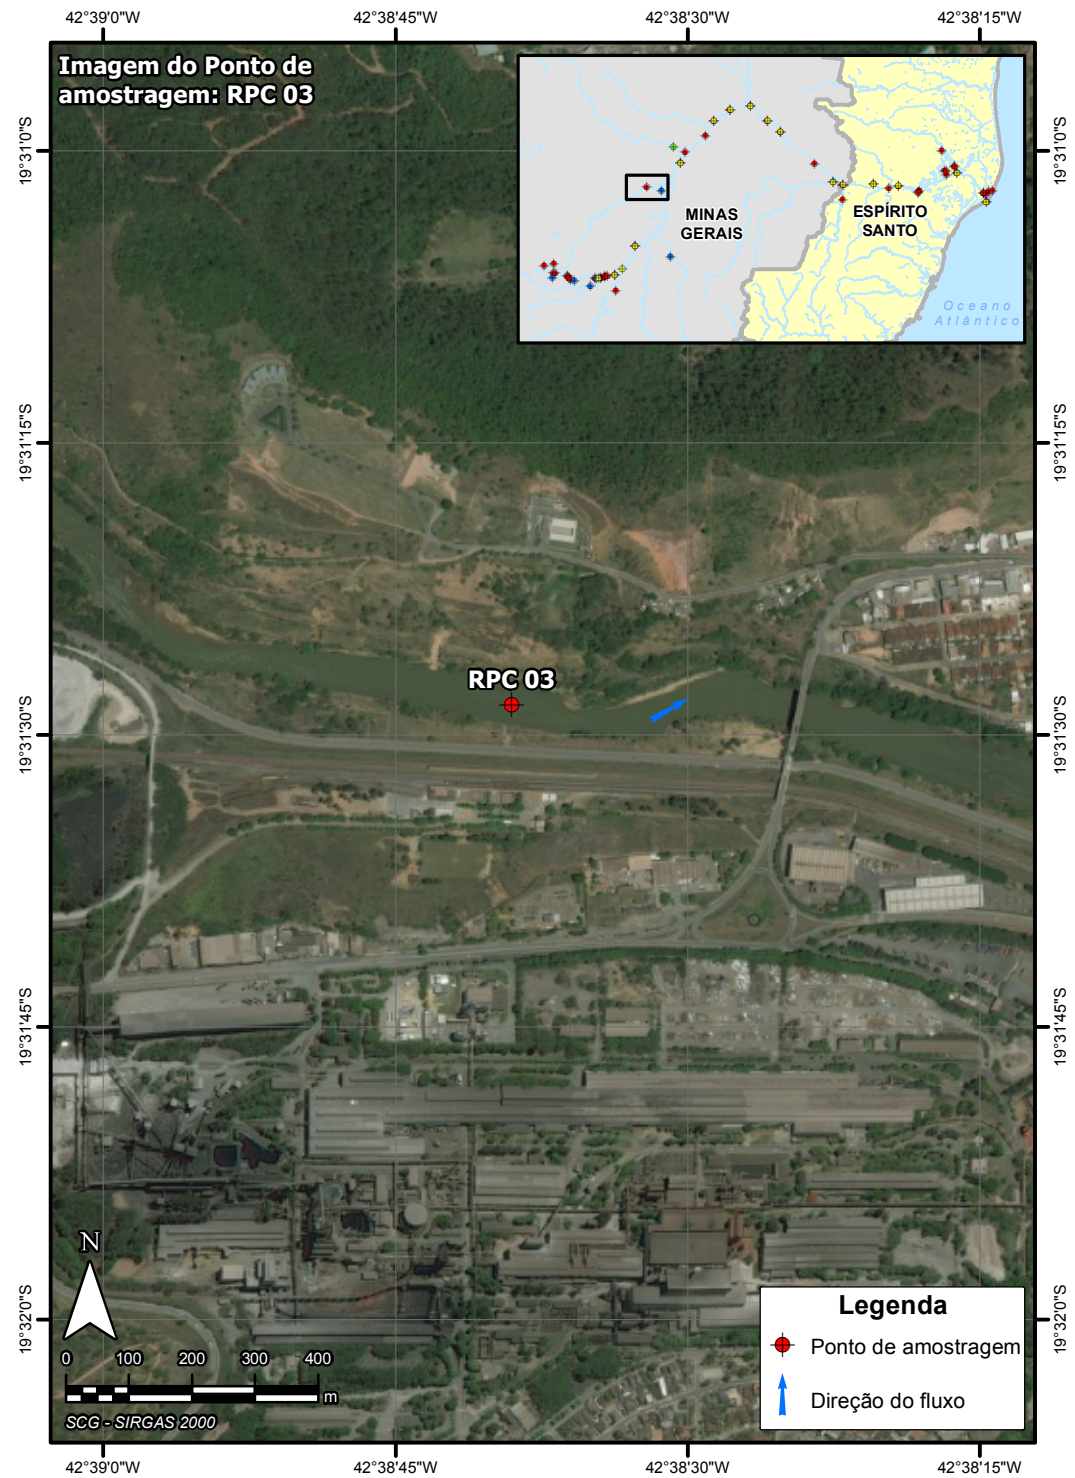 42°39'0"W
42°38'45"W
42°38'30"W
42°38'15"W
Imagem do Ponto de
amostragem: RPC 03
MINAS
GERAIS
ESPÍRITO
SANTO
Oceano
Atlântico
19°31'0"S
19°31'0"S
19°31'15"S
19°31'15"S
RPC 03
19°31'30"S
19°31'30"S
19°31'45"S
19°31'45"S
19°32'0"S
19°32'0"S
N
0 100 200 300 400
m
SCG - SIRGAS 2000
Legenda
Ponto de amostragem
Direção do fluxo
42°39'0"W
42°38'45"W
42°38'30"W
42°38'15"W